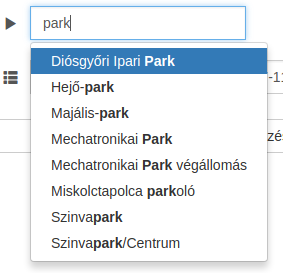 park
Diósgyőri Ipari Park
Hejő-park
Majális-park
Mechatronikai Park
Mechatronikai Park végállomás
Miskolctapolca parkoló
Szinvapark
Szinvapark/Centrum